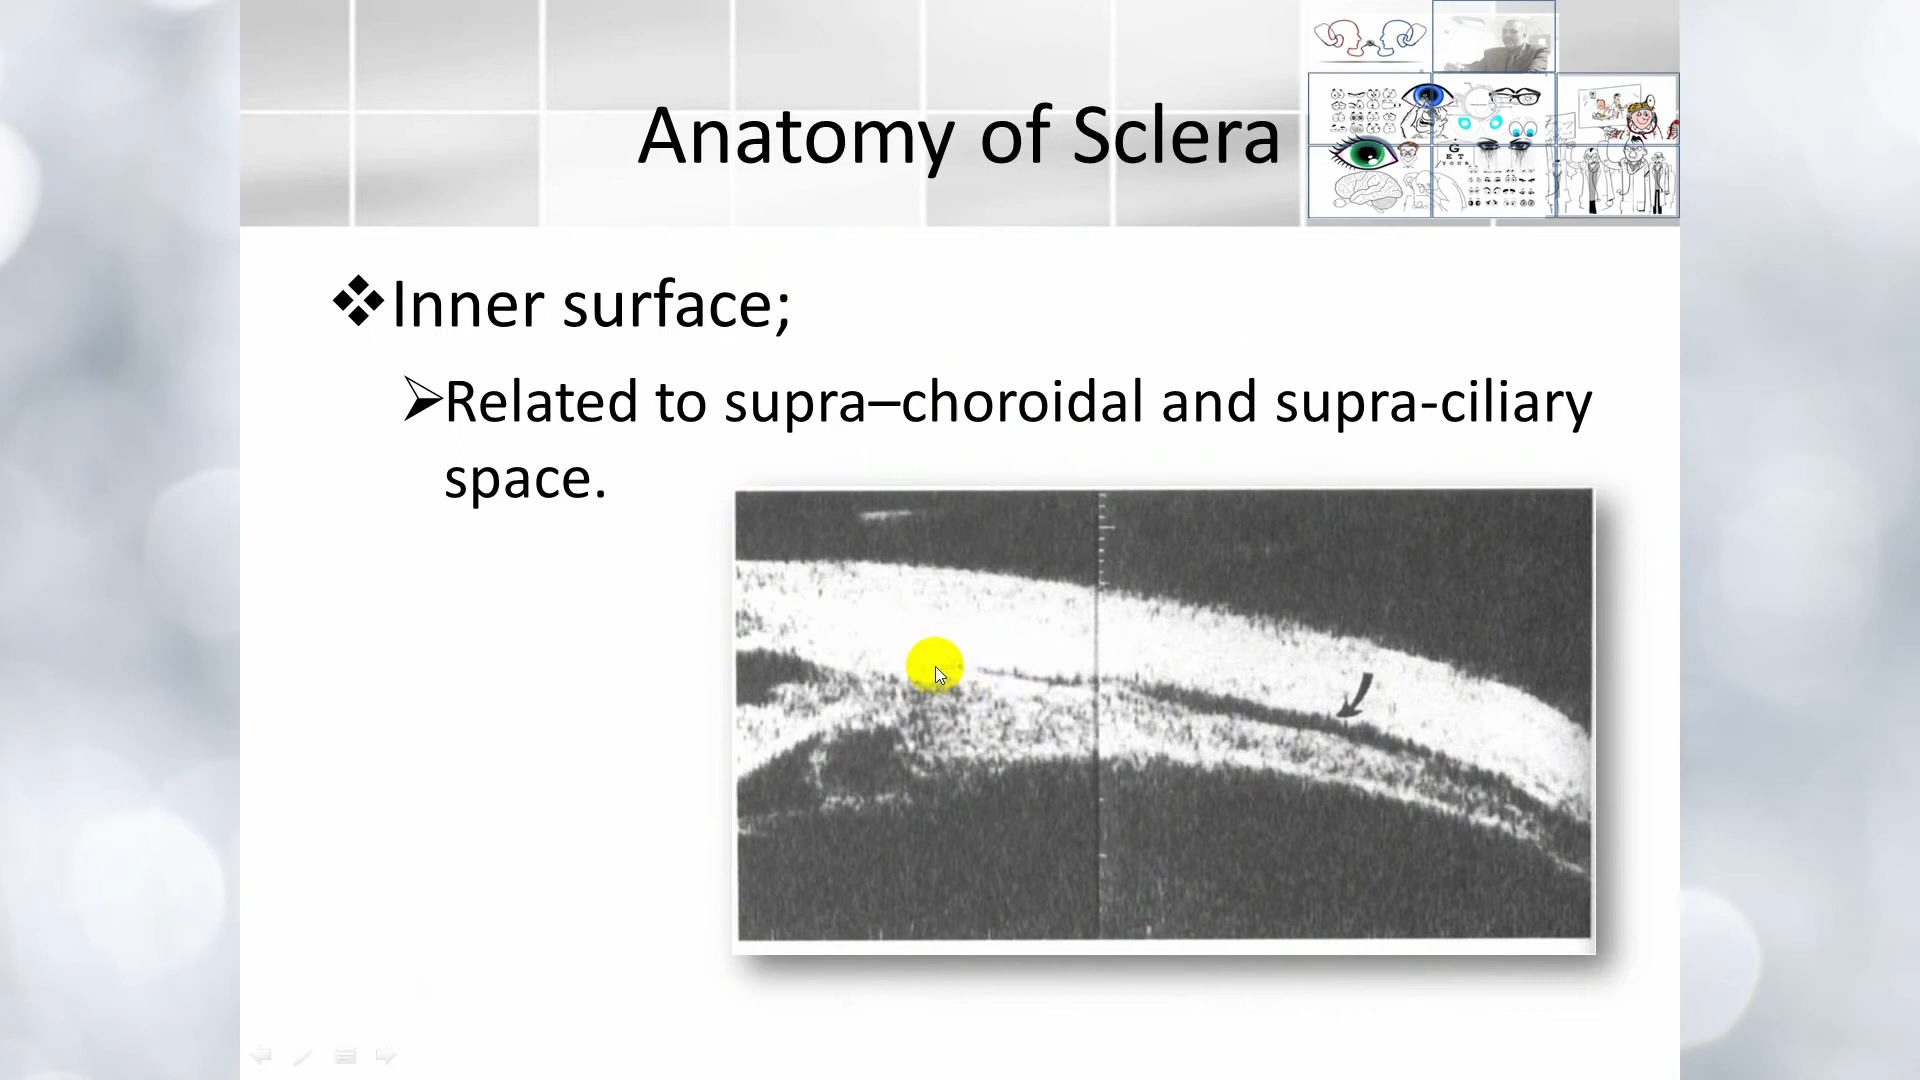 Anatomy of Sclera
G
E T
Y O U R
Inner surface;
Related to supra–choroidal and supra-ciliary
space.